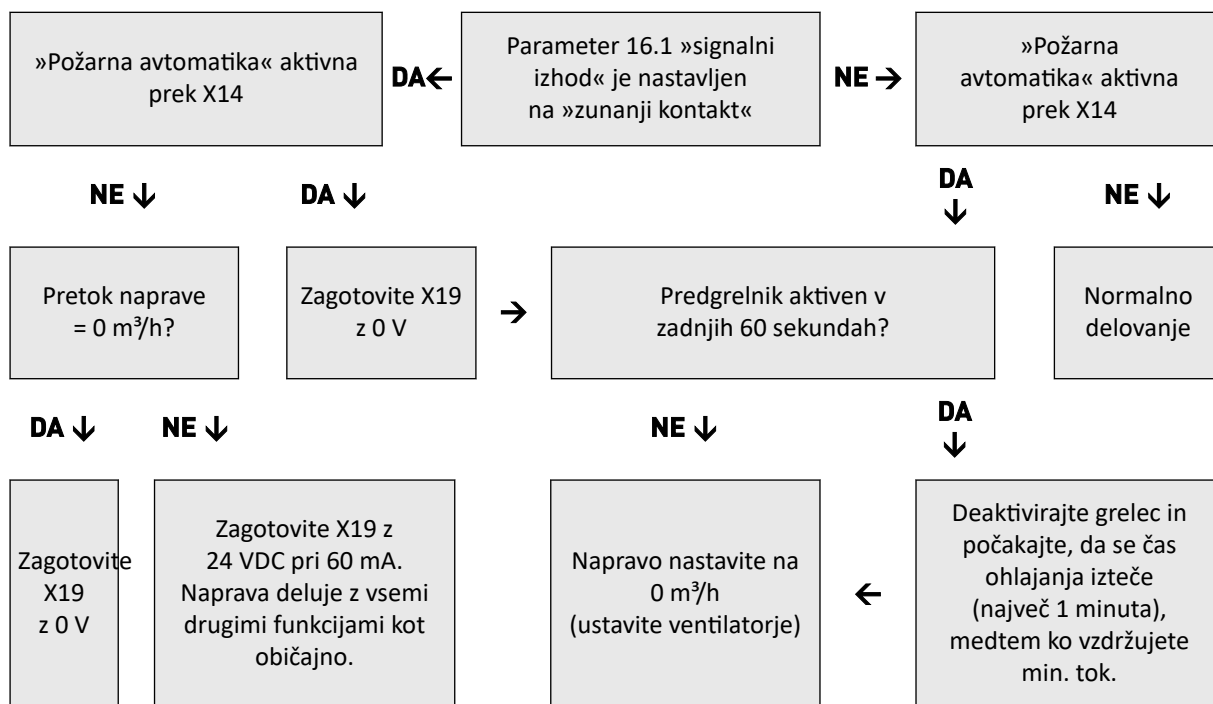 »Požarna avtomatika« aktivna
prek X14
DA←
Parameter 16.1 »signalni
izhod« je nastavljen
na »zunanji kontakt«
NE →
»Požarna
avtomatika« aktivna
prek X14
NE ↓
DA ↓
DA
↓
NE ↓
Pretok naprave
= 0 m³/h?
Zagotovite X19
z 0 V
→
Predgrelnik aktiven v
zadnjih 60 sekundah?
Normalno
delovanje
DA ↓
NE ↓
NE ↓
DA
↓
Zagotovite
X19
z 0 V
Zagotovite X19 z
24 VDC pri 60 mA.
Naprava deluje z vsemi
drugimi funkcijami kot
običajno.
Napravo nastavite na
0 m³/h
(ustavite ventilatorje)
←
Deaktivirajte grelec in
počakajte, da se čas
ohlajanja izteče
(največ 1 minuta),
medtem ko vzdržujete
min. tok.